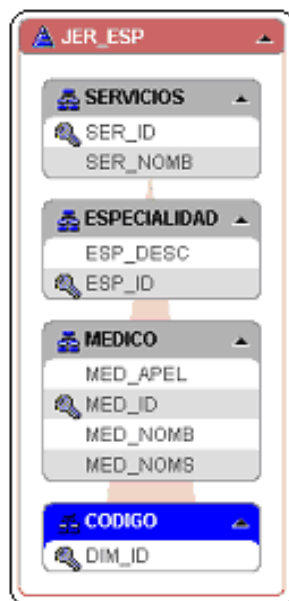 JER_ESP
SERVICIOS
SER_ID
SER_NOMB
ESPECIALIDAD
ESP_DESC
ESP_ID
MEDICO
MED_APEL
MED_ID
MED_NOMB
MED_NOMS
CODIGO
DIM_ID